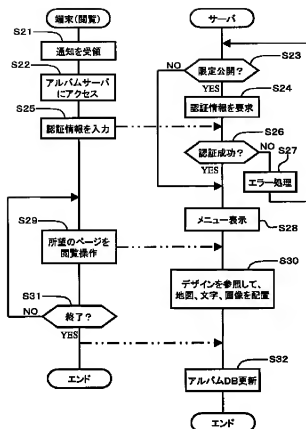 端末(閲覧)
S21
通知を受領
S22
アルバムサーバ
にアクセス
S25
認証情報を入力
S29
所望のページを
閲覧操作
S31
NO
終了?
YES
エンド
サーバ
S23
NO
限定公開?
YES
S24
認証情報を要求
S26
認証成功?
NO
S27
YES
エラー処理
メニュー表示
S28
S30
デザインを参照して、
地図、文字、画像を配置
S32
アルバムDB更新
エンド